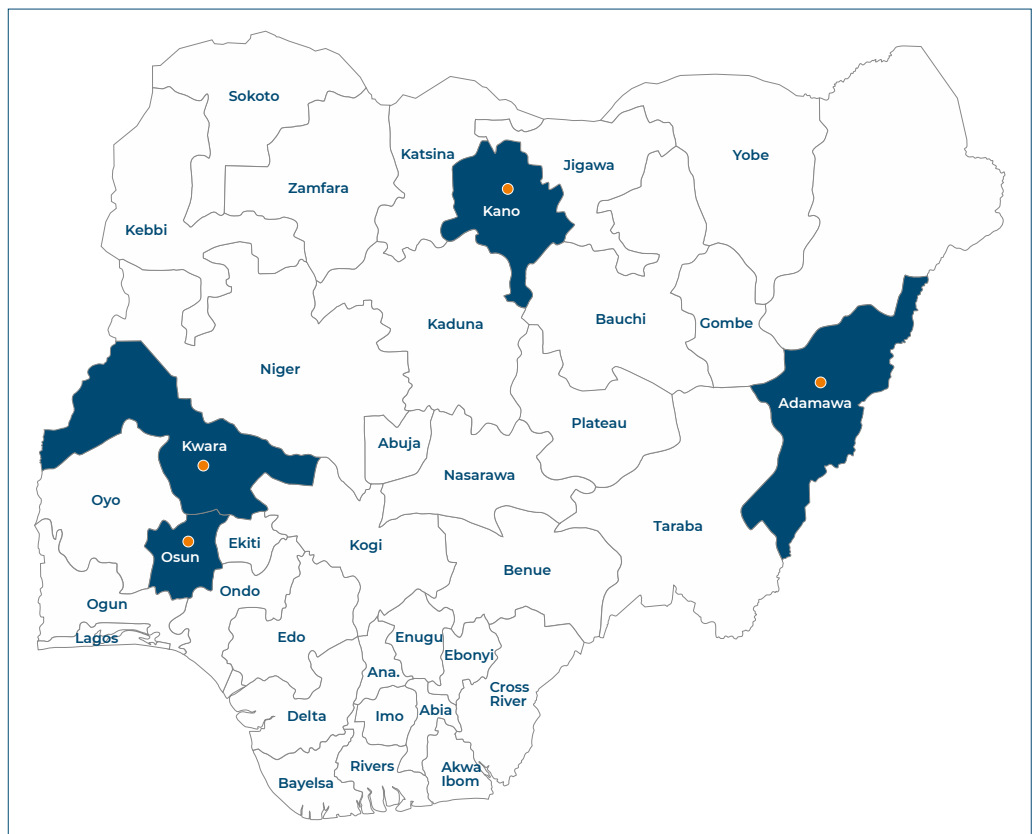 Sokoto
Katsina
Yobe
Jigawa
Zamfara
Kano
Kebbi
Bauchi
Gombe
Kaduna
Niger
Adamawa
Plateau
Abuja
Kwara
Nasarawa
Oyo
Taraba
Ekiti
Kogi
Osun
Benue
Ondo
Ogun
Lagos
Edo
Enugu
Ebonyi
Ana.
Cross
River
Delta
Imo
Abia
Rivers
Akwa
Ibom
Bayelsa